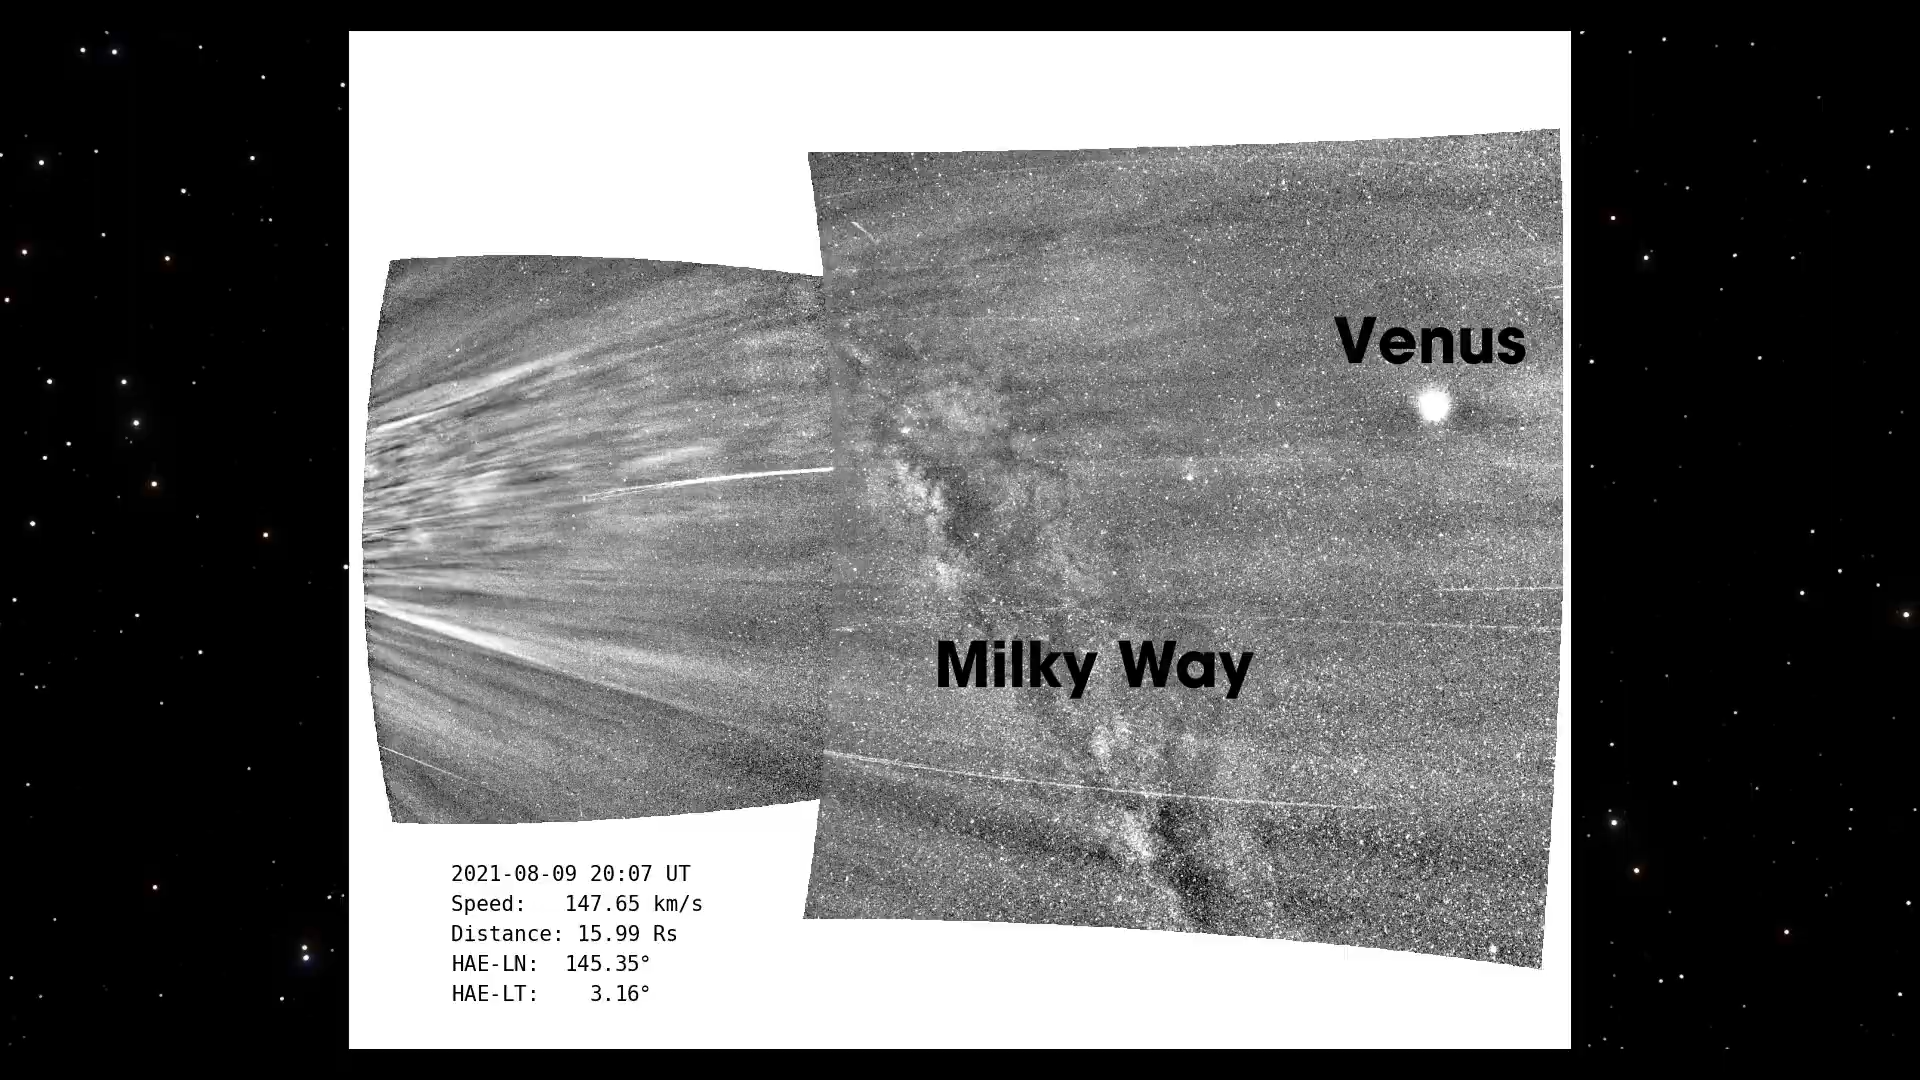 Venus
Milky Way
2021-08-09 20:07 UT
Speed: 147.65 km/s
Distance: 15.99 Rs
HAE-LN: 145.35°
HAE-LT: 3.16°